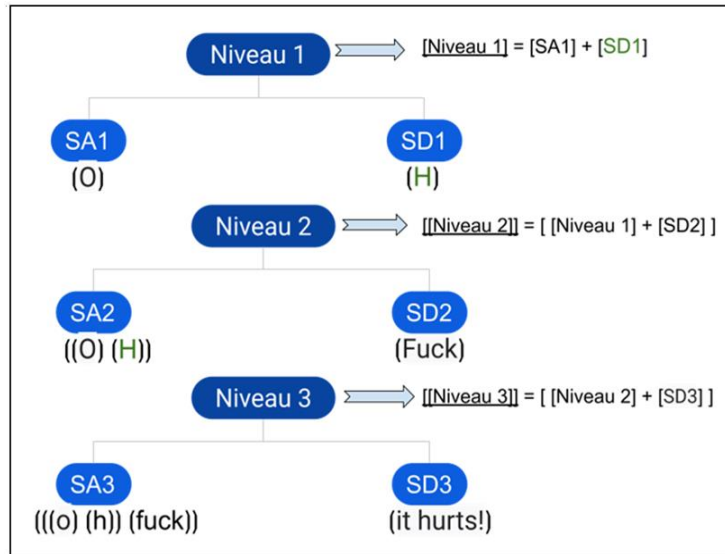 Niveau 1 [Niveau 1] = [SA1] + [SD1]
SA1 SD1
(O) (H)
Niveau 2 [[Niveau 2]] = [ [Niveau 1] + [SD2] ]
SA2 SD2
((O) (H)) (Fuck)
Niveau 3 [[Niveau 3]] = [ [Niveau 2] + [SD3] ]
SA3 SD3
(((o) (h)) (fuck)) (it hurts!)